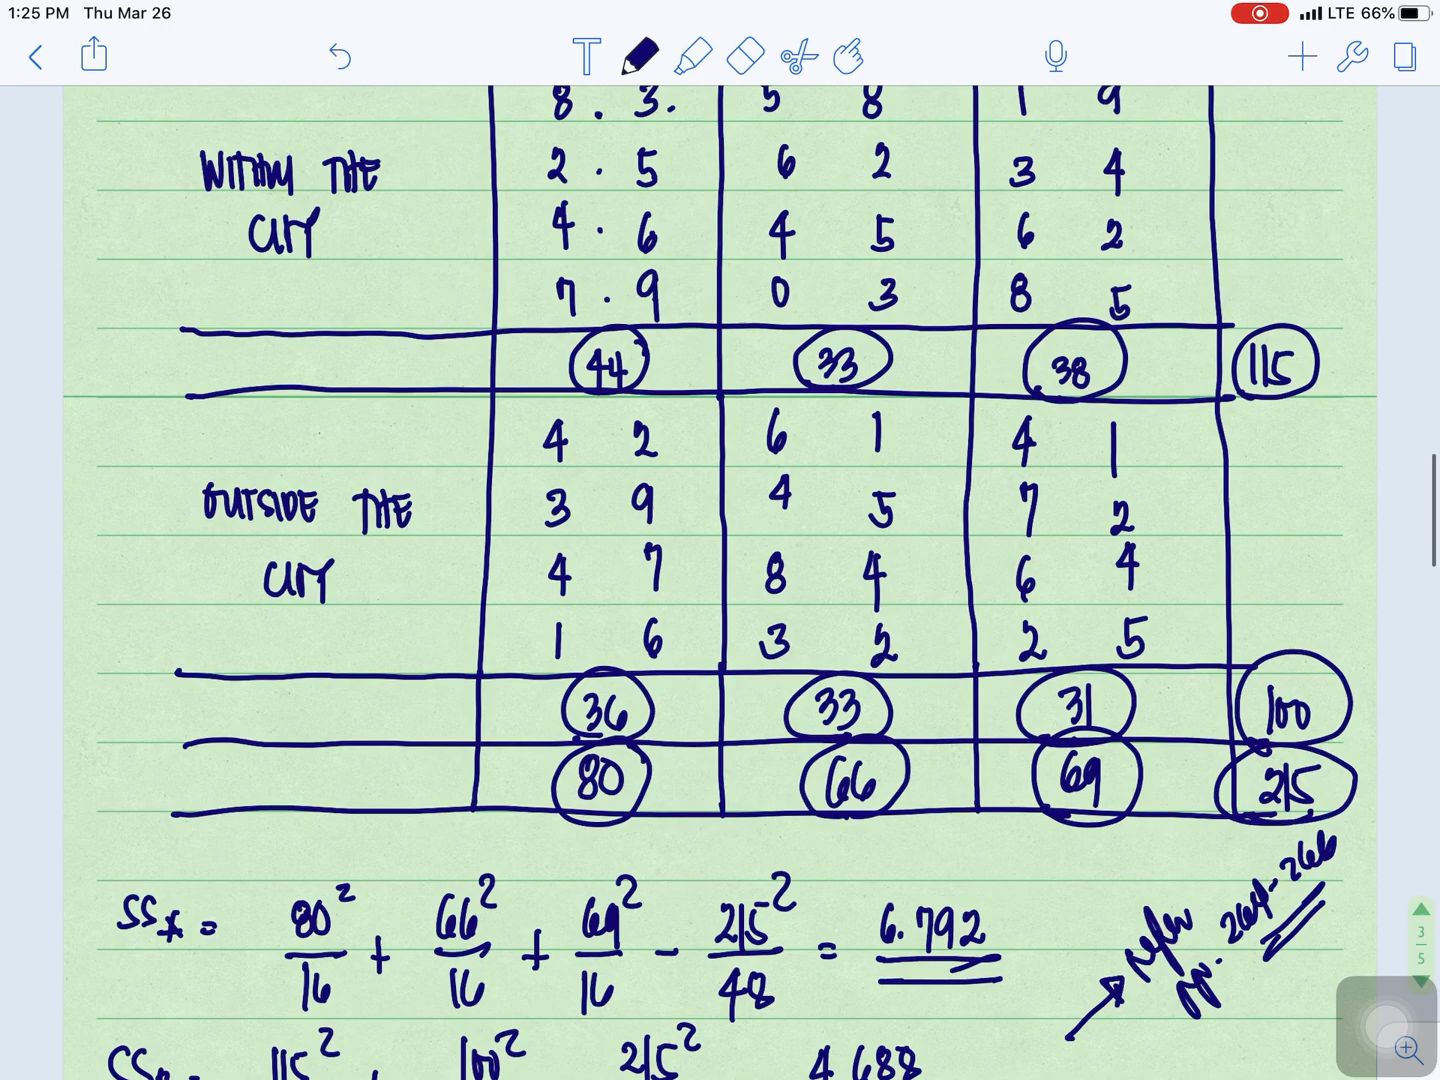 1:25 PM Thu Mar 26
LTE 66%
T
8 . 3. 5 8 1 9
WITHIN THE 2 . 5 6 2 3 4
CITY 4 . 6 4 5 6 2
7 . 9 0 3 8 5
44 33 38 115
4 2 6 1 4 1
OUTSIDE THE 3 9 4 5 7 2
CITY 4 7 8 4 6 4
1 6 3 2 2 5
36 33 31 100
80 66 69 215
→ Refer
pp. 264-266
SS = 80² / 16 + 66² / 16 + 69² / 16 - 215² / 48 = 6.792
SS 115² 100² 215² 4.688
3
5